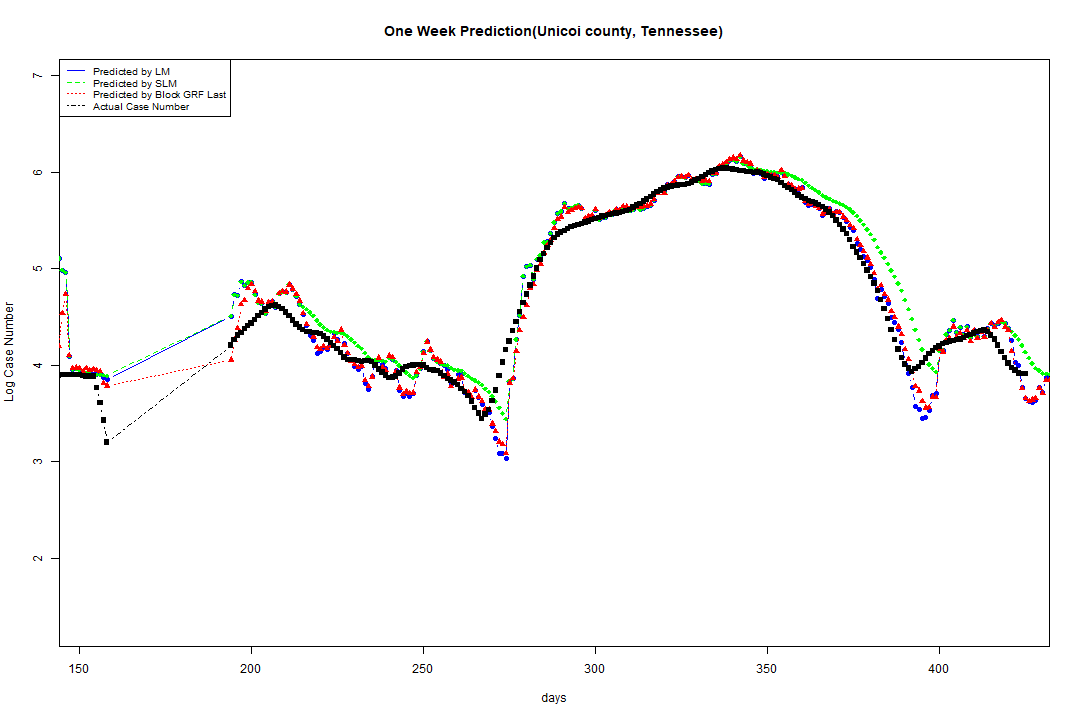 One Week Prediction(Unicoi county, Tennessee)
Predicted by LM
Predicted by SLM
Predicted by Block GRF Last
Actual Case Number
Log Case Number
7
6
5
4
3
2
150 200 250 300 350 400
days